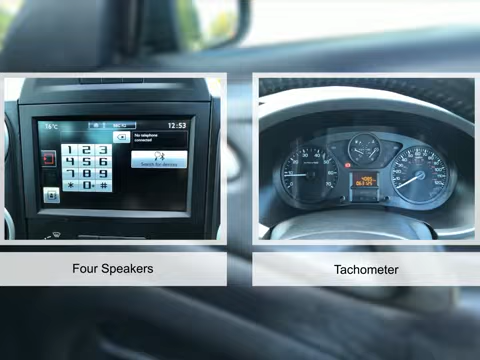 16°C
12:53
No telephone
connected
1 2 3
4 5 6
7 8 9
* 0+ #
Search for devices
Four Speakers
Tachometer